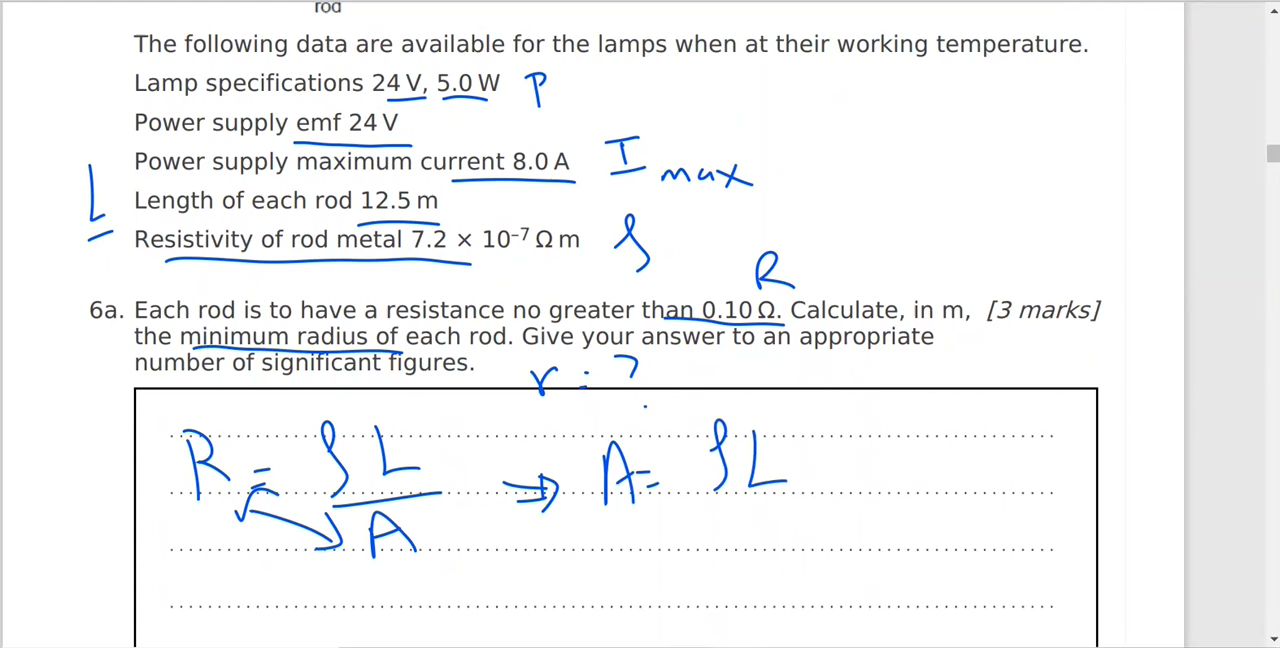 rod
The following data are available for the lamps when at their working temperature.
Lamp specifications 24 V, 5.0 W P
Power supply emf 24 V
Power supply maximum current 8.0 A I max
L Length of each rod 12.5 m
Resistivity of rod metal 7.2 × 10⁻⁷ Ω m ρ
R
6a. Each rod is to have a resistance no greater than 0.10 Ω. Calculate, in m, [3 marks]
the minimum radius of each rod. Give your answer to an appropriate
number of significant figures.
r = ?
R = ρL / A → A = ρL